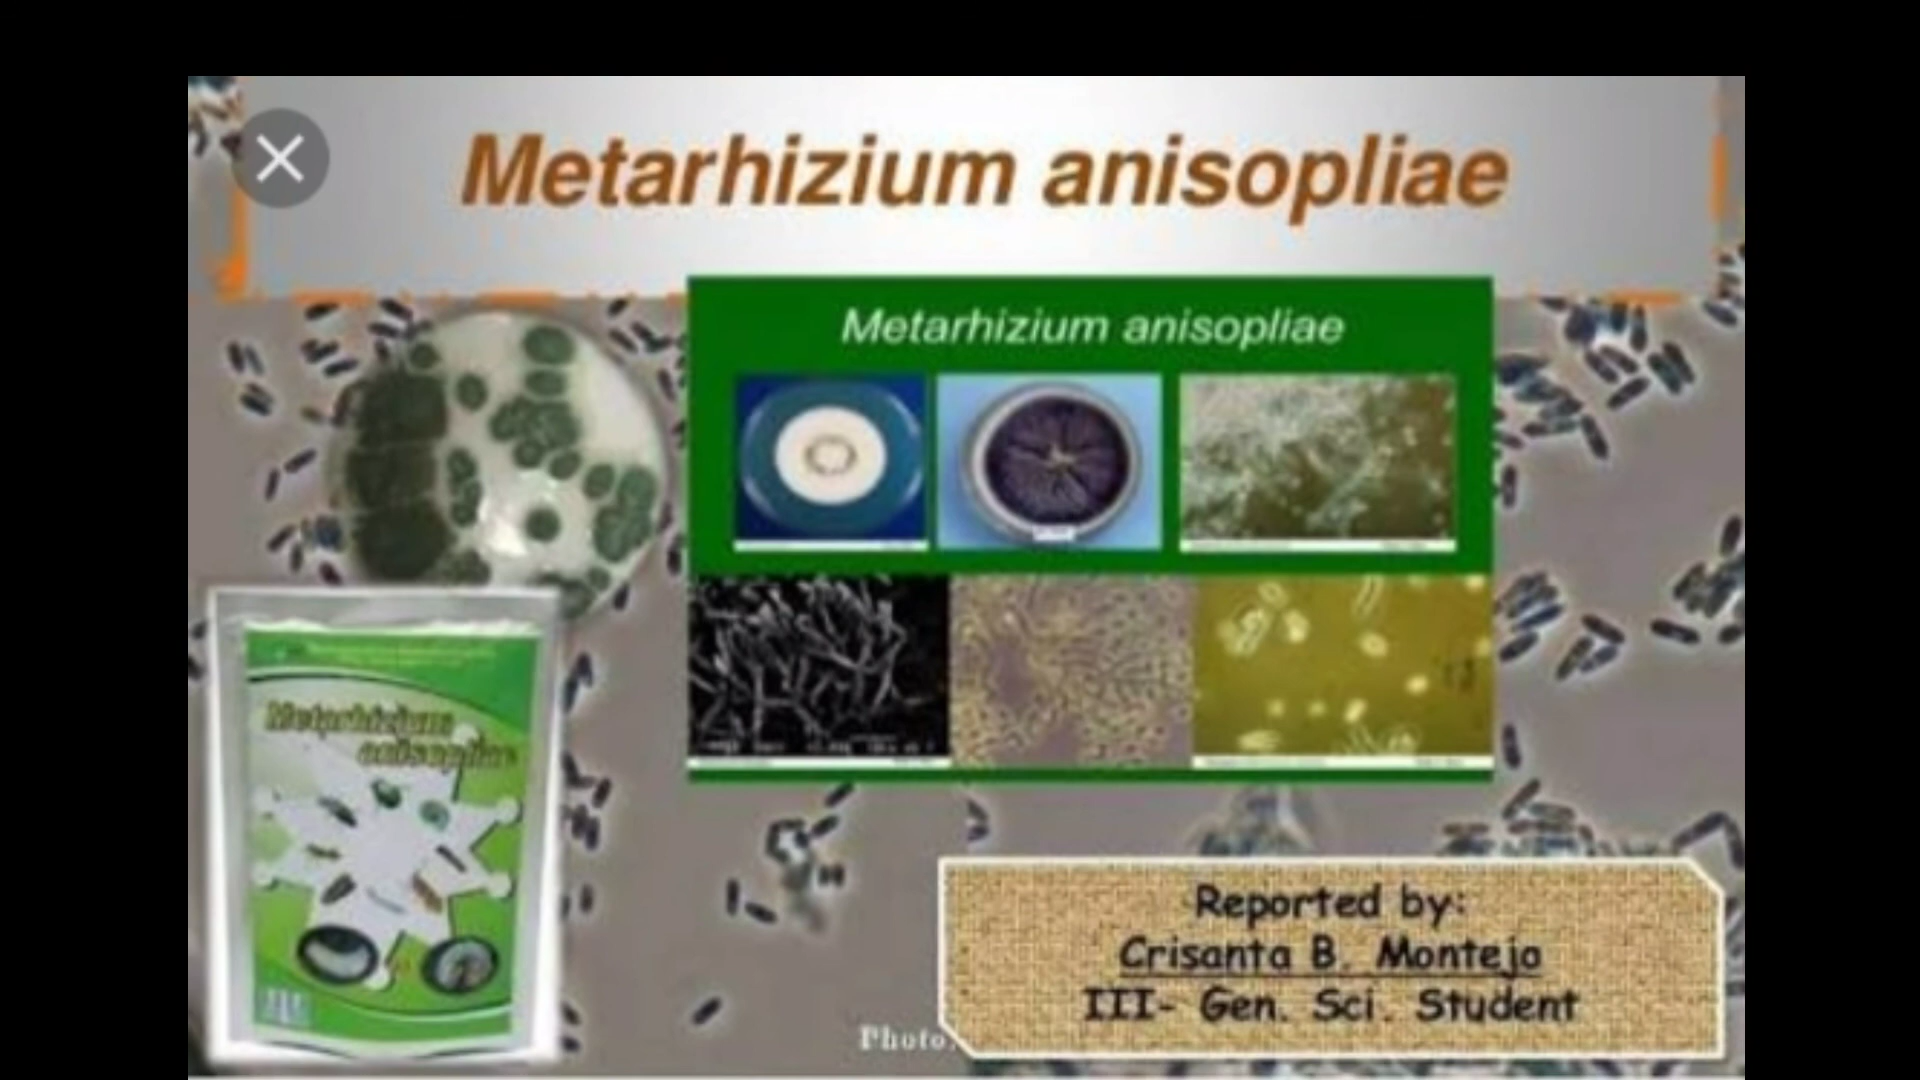 Metarhizium anisopliae
Metarhizium anisopliae
Metarhizium
anisopliae
Reported by:
Crisanta B. Montejo
III- Gen. Sci. Student
Photo